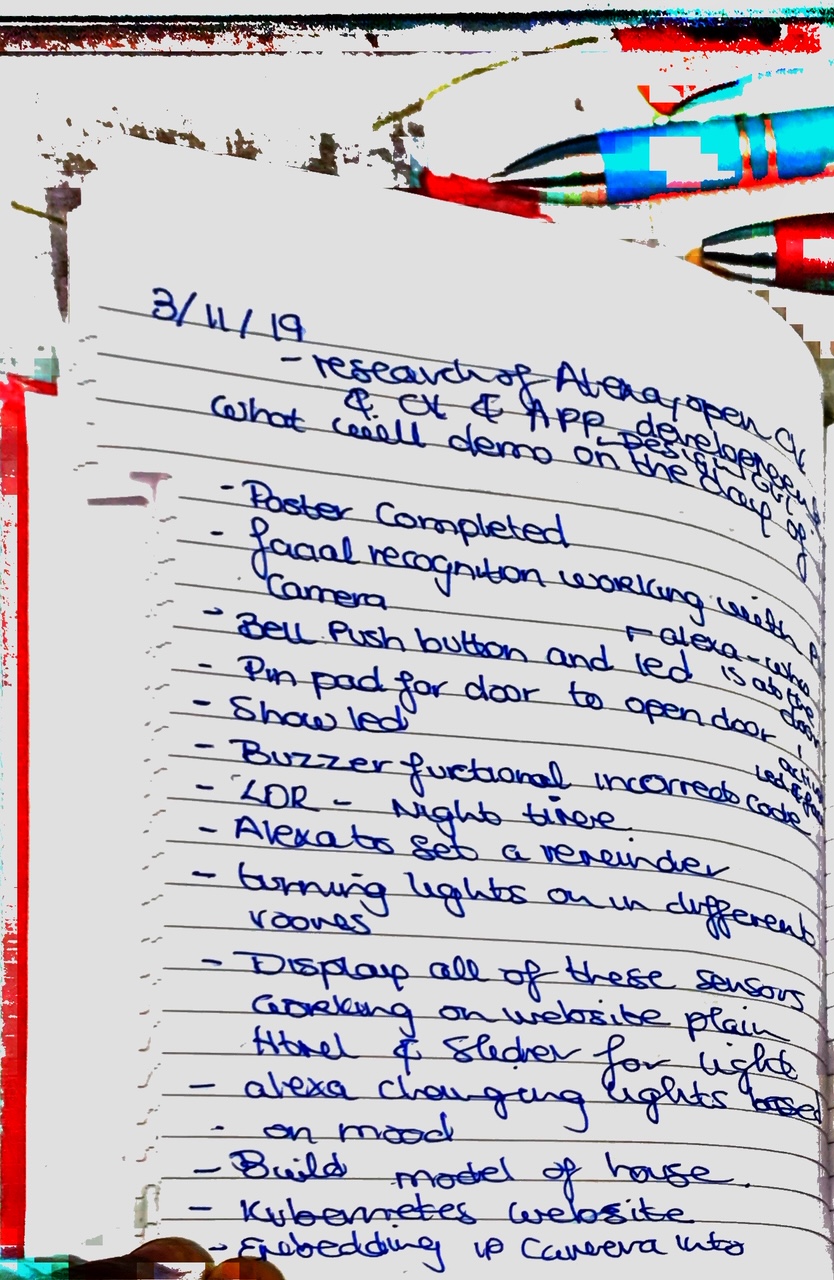 3/11/19
- research of Alexa, open CV
& CV & APP development
- Design GUI
what will demo on the day of
- Poster Completed
- facial recognition working with
Camera
- alexa - who
is at the
door
- Bell Push button and led
- Pin pad for door to open door
- Show led
- Buzzer functional incorrect code
- LDR - Night time
- Alexa to set a reminder
- turning lights on in different
rooms
- Display all of these sensors
working on website plain
html & slider for light
- alexa changing lights based
on mood
- Build model of house.
- Kubernetes website
- Embedding ip Camera into